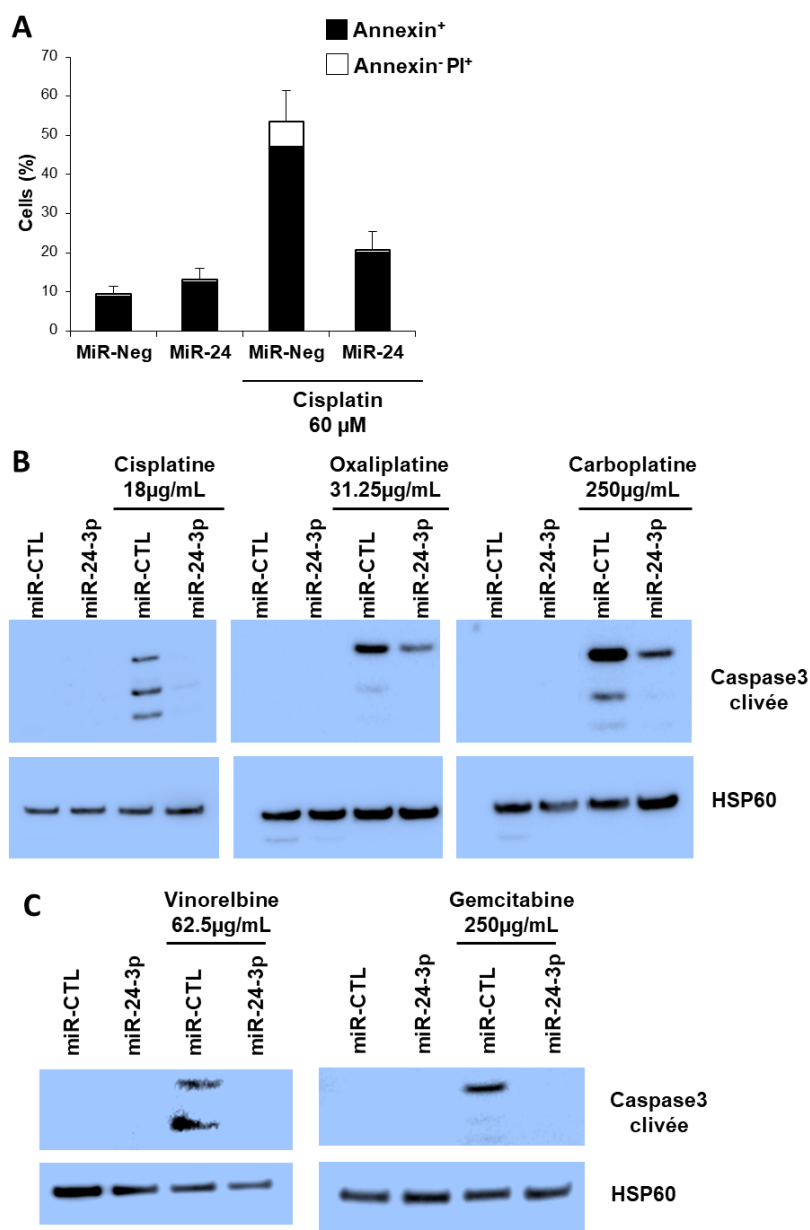 A
Annexin⁺
Annexin⁻ PI⁺
70
60
50
40
30
20
10
0
Cells (%)
MiR-Neg MiR-24 MiR-Neg MiR-24
Cisplatin
60 µM
B
Cisplatine
18µg/mL
Oxaliplatine
31.25µg/mL
Carboplatine
250µg/mL
miR-CTL miR-24-3p miR-CTL miR-24-3p miR-CTL miR-24-3p miR-CTL miR-24-3p miR-CTL miR-24-3p miR-CTL miR-24-3p
Caspase3
clivée
HSP60
C
Vinorelbine
62.5µg/mL
Gemcitabine
250µg/mL
miR-CTL miR-24-3p miR-CTL miR-24-3p miR-CTL miR-24-3p miR-CTL miR-24-3p
Caspase3
clivée
HSP60